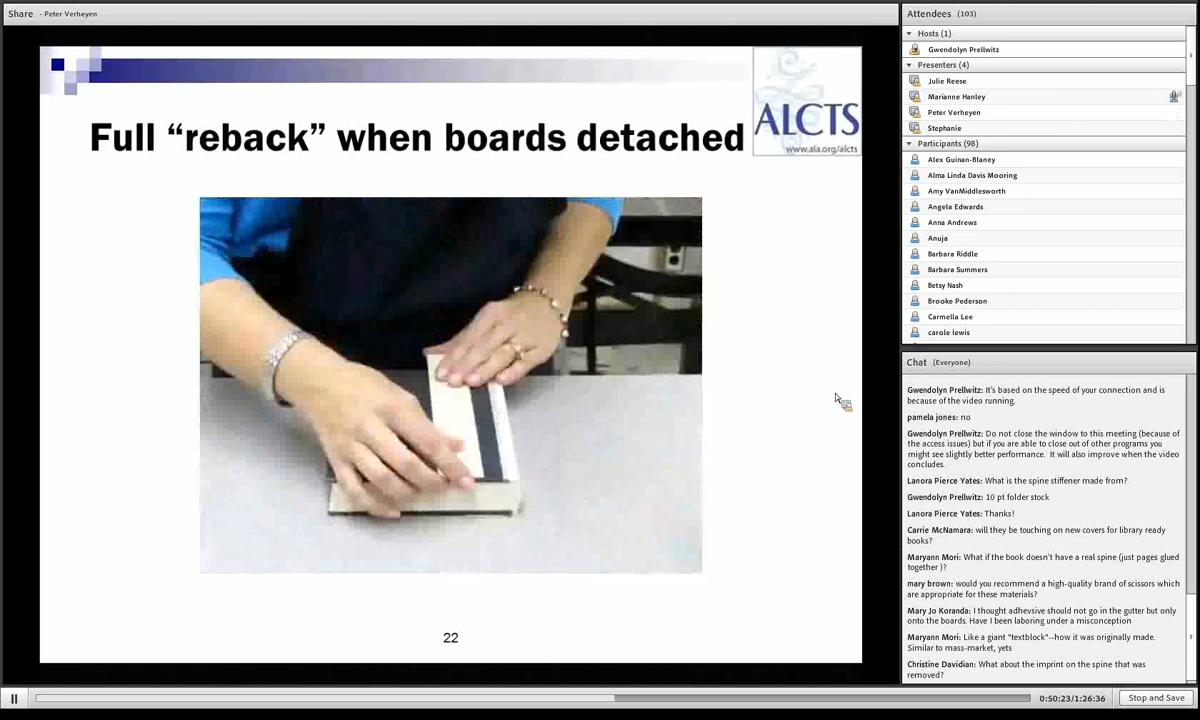 Share - Peter Verheyen
Full “reback” when boards detached
ALCTS
www.ala.org/alcts
22
Attendees (103)
Hosts (1)
Gwendolyn Prellwitz
Presenters (4)
Julie Reese
Marianne Hanley
Peter Verheyen
Stephanie
Participants (98)
Alex Guinan-Blaney
Alma Linda Davis Mooring
Amy VanMiddlesworth
Angela Edwards
Anna Andrews
Anuja
Barbara Riddle
Barbara Summers
Betsy Nash
Brooke Pederson
Carmella Lee
carole lewis
Chat (Everyone)
Gwendolyn Prellwitz: It's based on the speed of your connection and is
because of the video running.
pamela jones: no
Gwendolyn Prellwitz: Do not close the window to this meeting (because of
the access issues) but if you are able to close out of other programs you
might see slightly better performance. It will also improve when the video
concludes.
Lanora Pierce Yates: What is the spine stiffener made from?
Gwendolyn Prellwitz: 10 pt folder stock
Lanora Pierce Yates: Thanks!
Carrie McNamara: will they be touching on new covers for library ready
books?
Maryann Mori: What if the book doesn't have a real spine (just pages glued
together )?
mary brown: would you recommend a high-quality brand of scissors which
are appropriate for these materials?
Mary Jo Koranda: I thought adhevsive should not go in the gutter but only
onto the boards. Have I been laboring under a misconception
Maryann Mori: Like a giant "textblock"--how it was originally made.
Similar to mass-market, yets
Christine Davidian: What about the imprint on the spine that was
removed?
0:50:23/1:26:36
Stop and Save